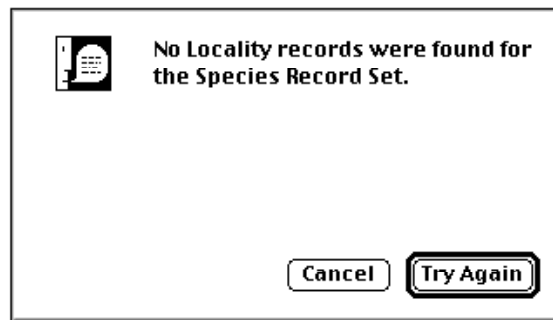 No Locality records were found for
the Species Record Set.
Cancel
Try Again